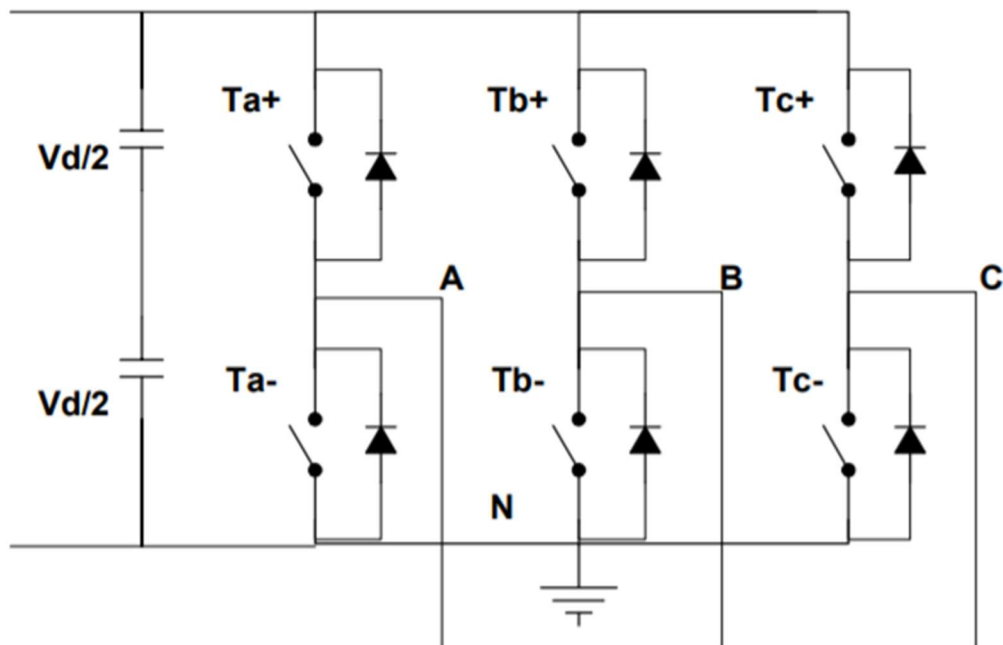 Ta+
Tb+
Tc+
Vd/2
A
B
C
Ta-
Tb-
Tc-
Vd/2
N